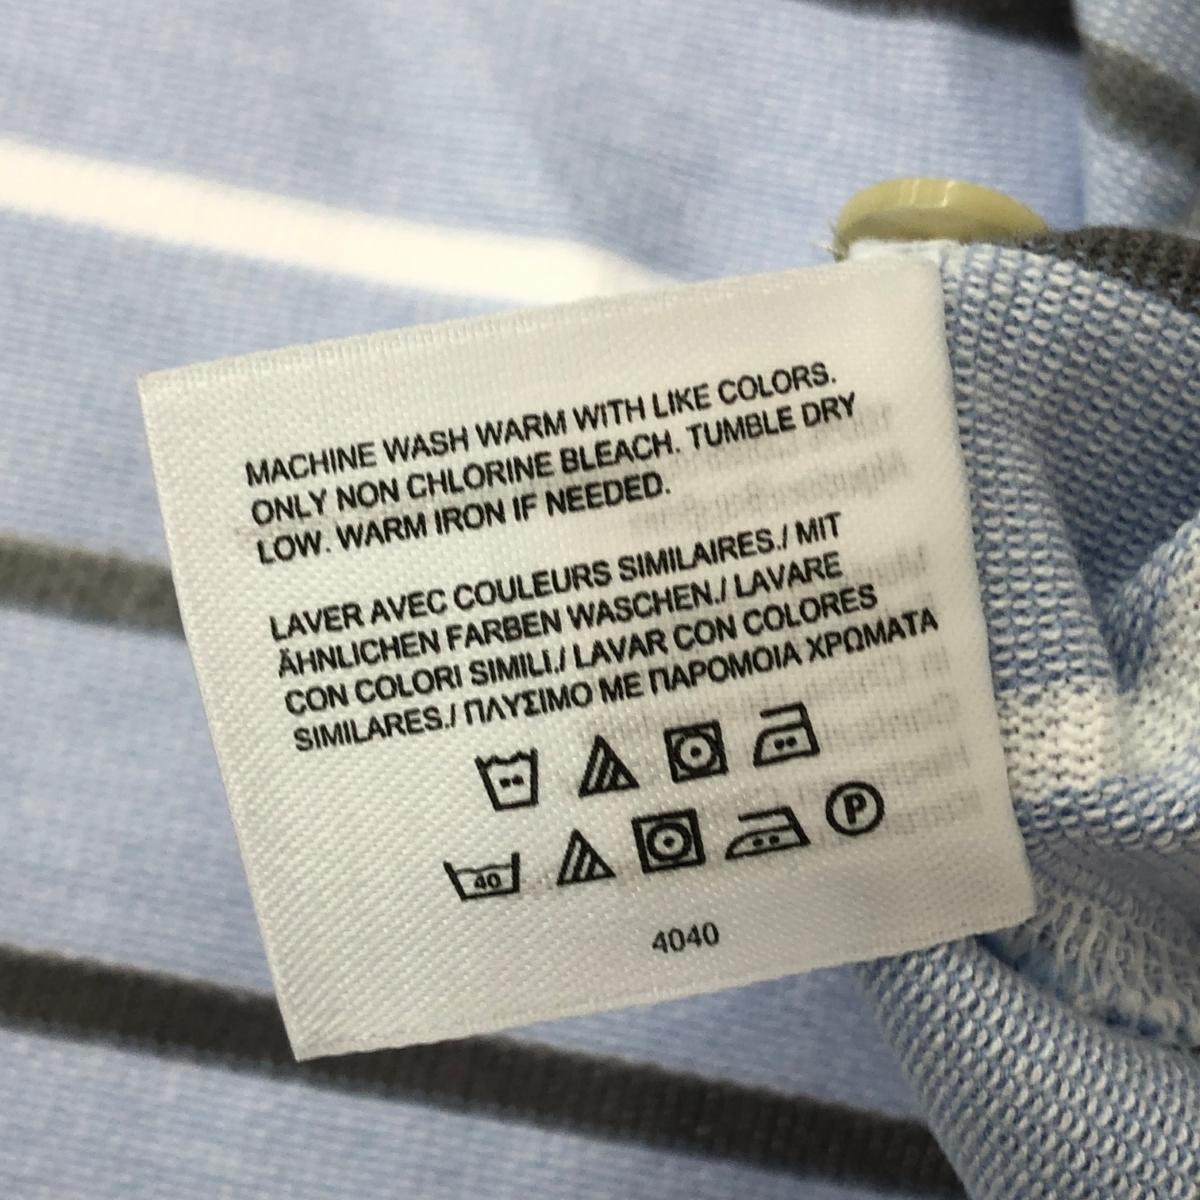 MACHINE WASH WARM WITH LIKE COLORS.
ONLY NON CHLORINE BLEACH. TUMBLE DRY
LOW. WARM IRON IF NEEDED.
LAVER AVEC COULEURS SIMILAIRES./ MIT
ÄHNLICHEN FARBEN WASCHEN./ LAVARE
CON COLORI SIMILI./ LAVAR CON COLORES
SIMILARES./ ΠΛΥΣΙΜΟ ΜΕ ΠΑΡΟΜΟΙΑ ΧΡΩΜΑΤΑ
40 P
4040